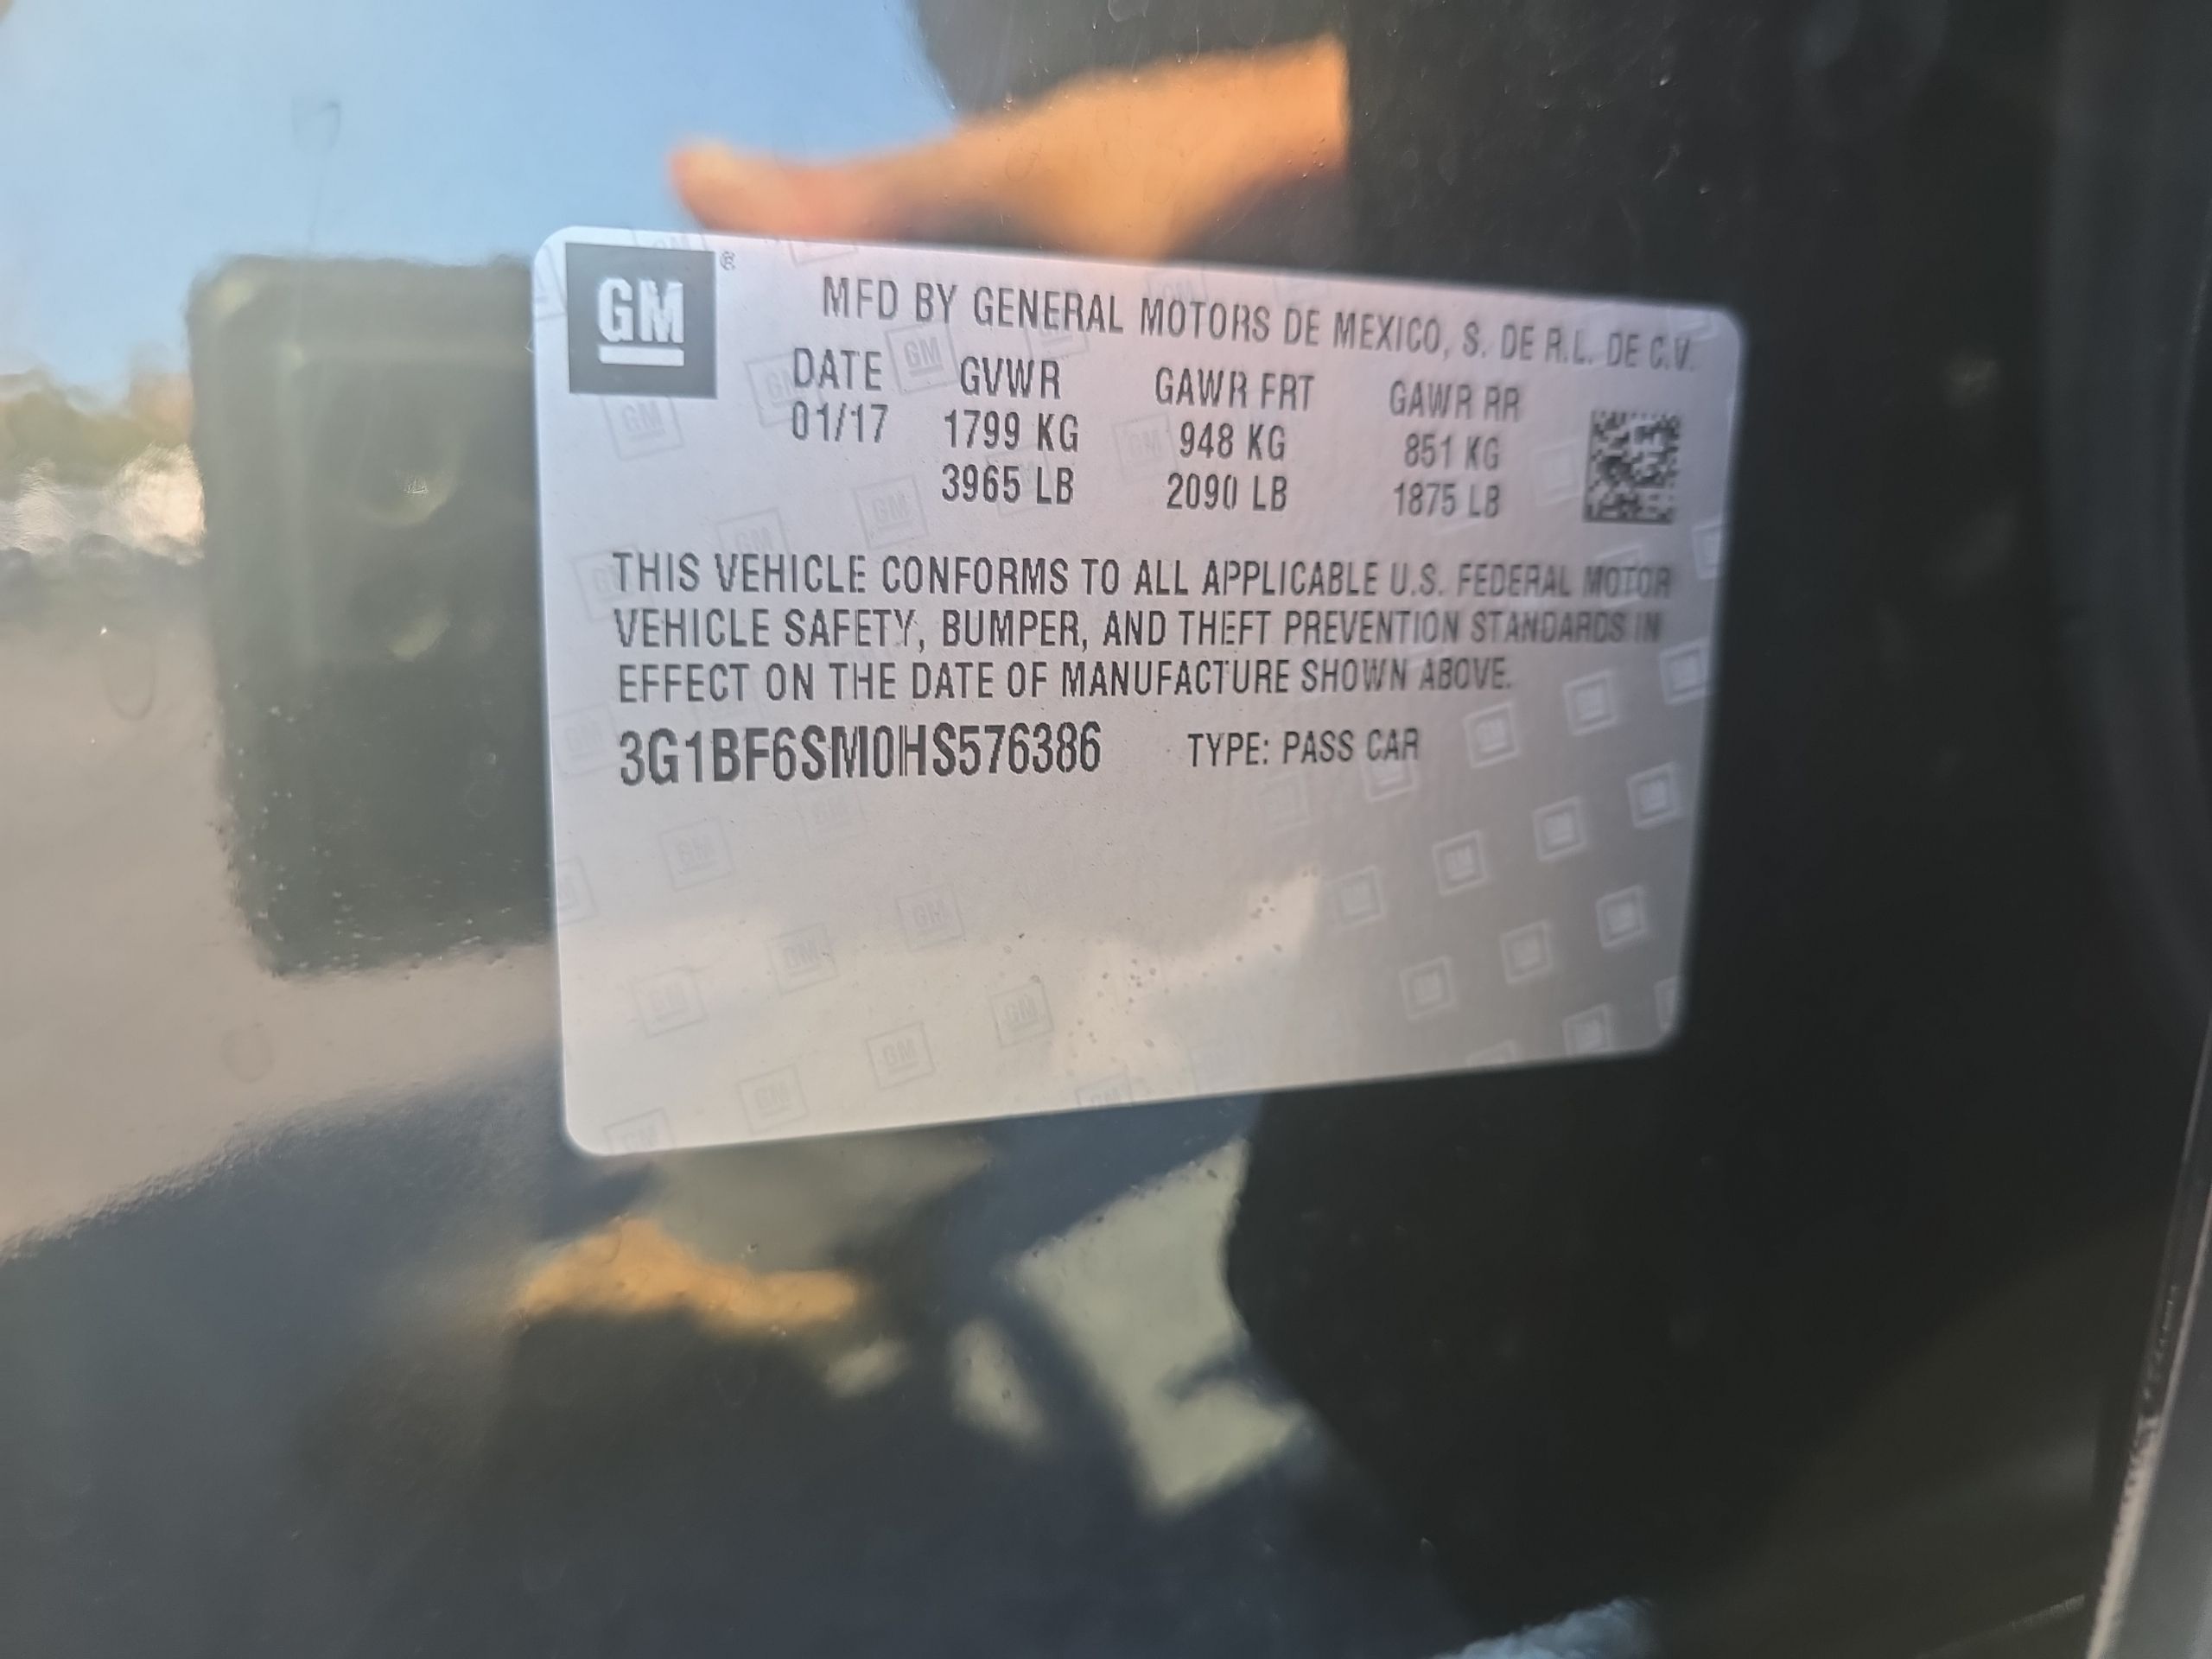 GM ®
MFD BY GENERAL MOTORS DE MEXICO, S. DE R.L. DE C.V.
DATE GVWR GAWR FRT GAWR RR
01/17 1799 KG 948 KG 851 KG
3965 LB 2090 LB 1875 LB
THIS VEHICLE CONFORMS TO ALL APPLICABLE U.S. FEDERAL MOTOR
VEHICLE SAFETY, BUMPER, AND THEFT PREVENTION STANDARDS IN
EFFECT ON THE DATE OF MANUFACTURE SHOWN ABOVE.
3G1BF6SM0HS576386 TYPE: PASS CAR